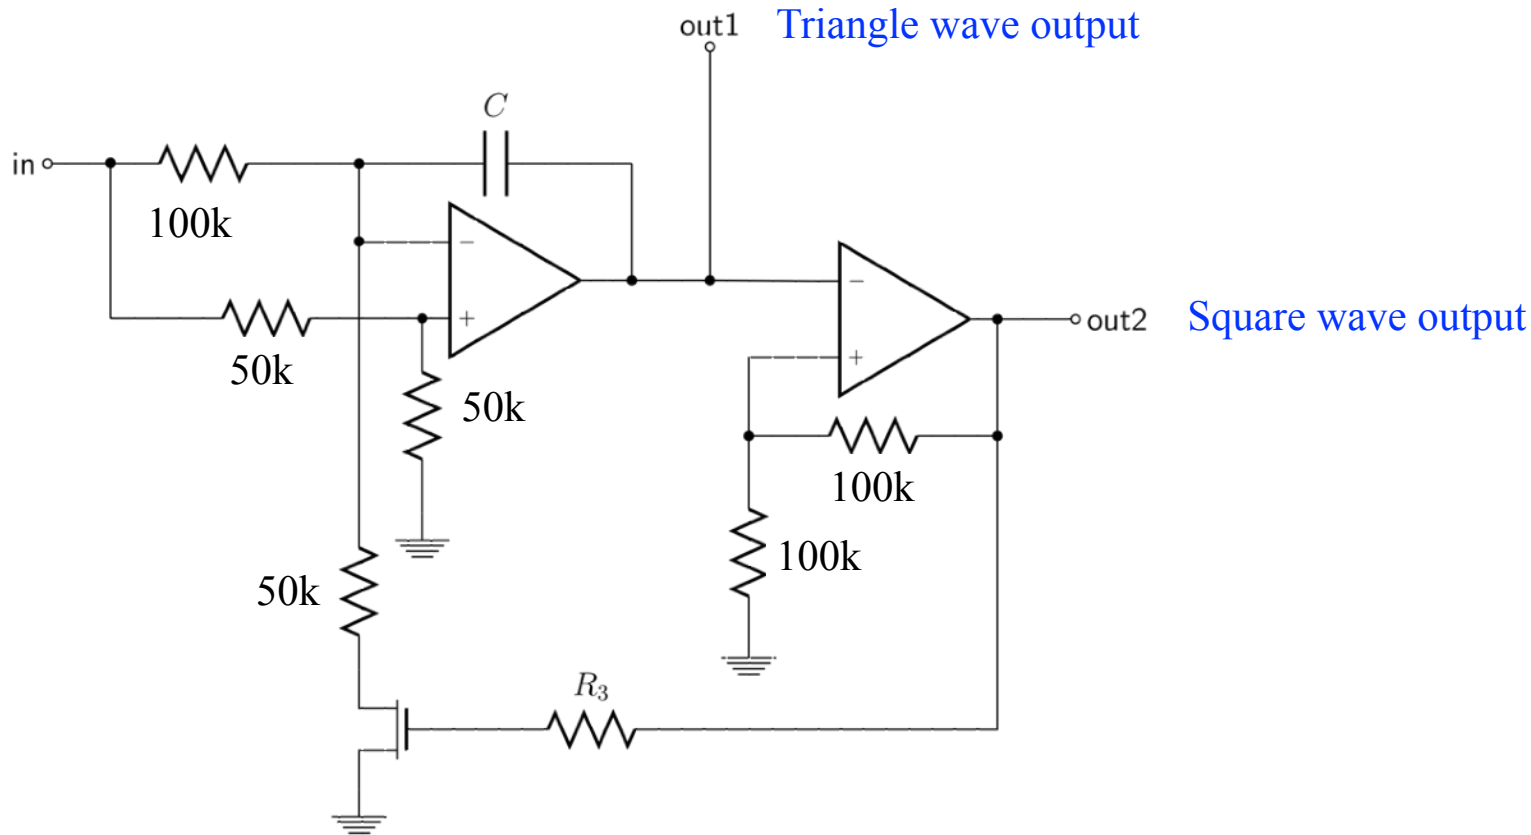 out1 Triangle wave output
C
in
100k
−
+
50k
50k
−
+
out2 Square wave output
100k
100k
50k
R3